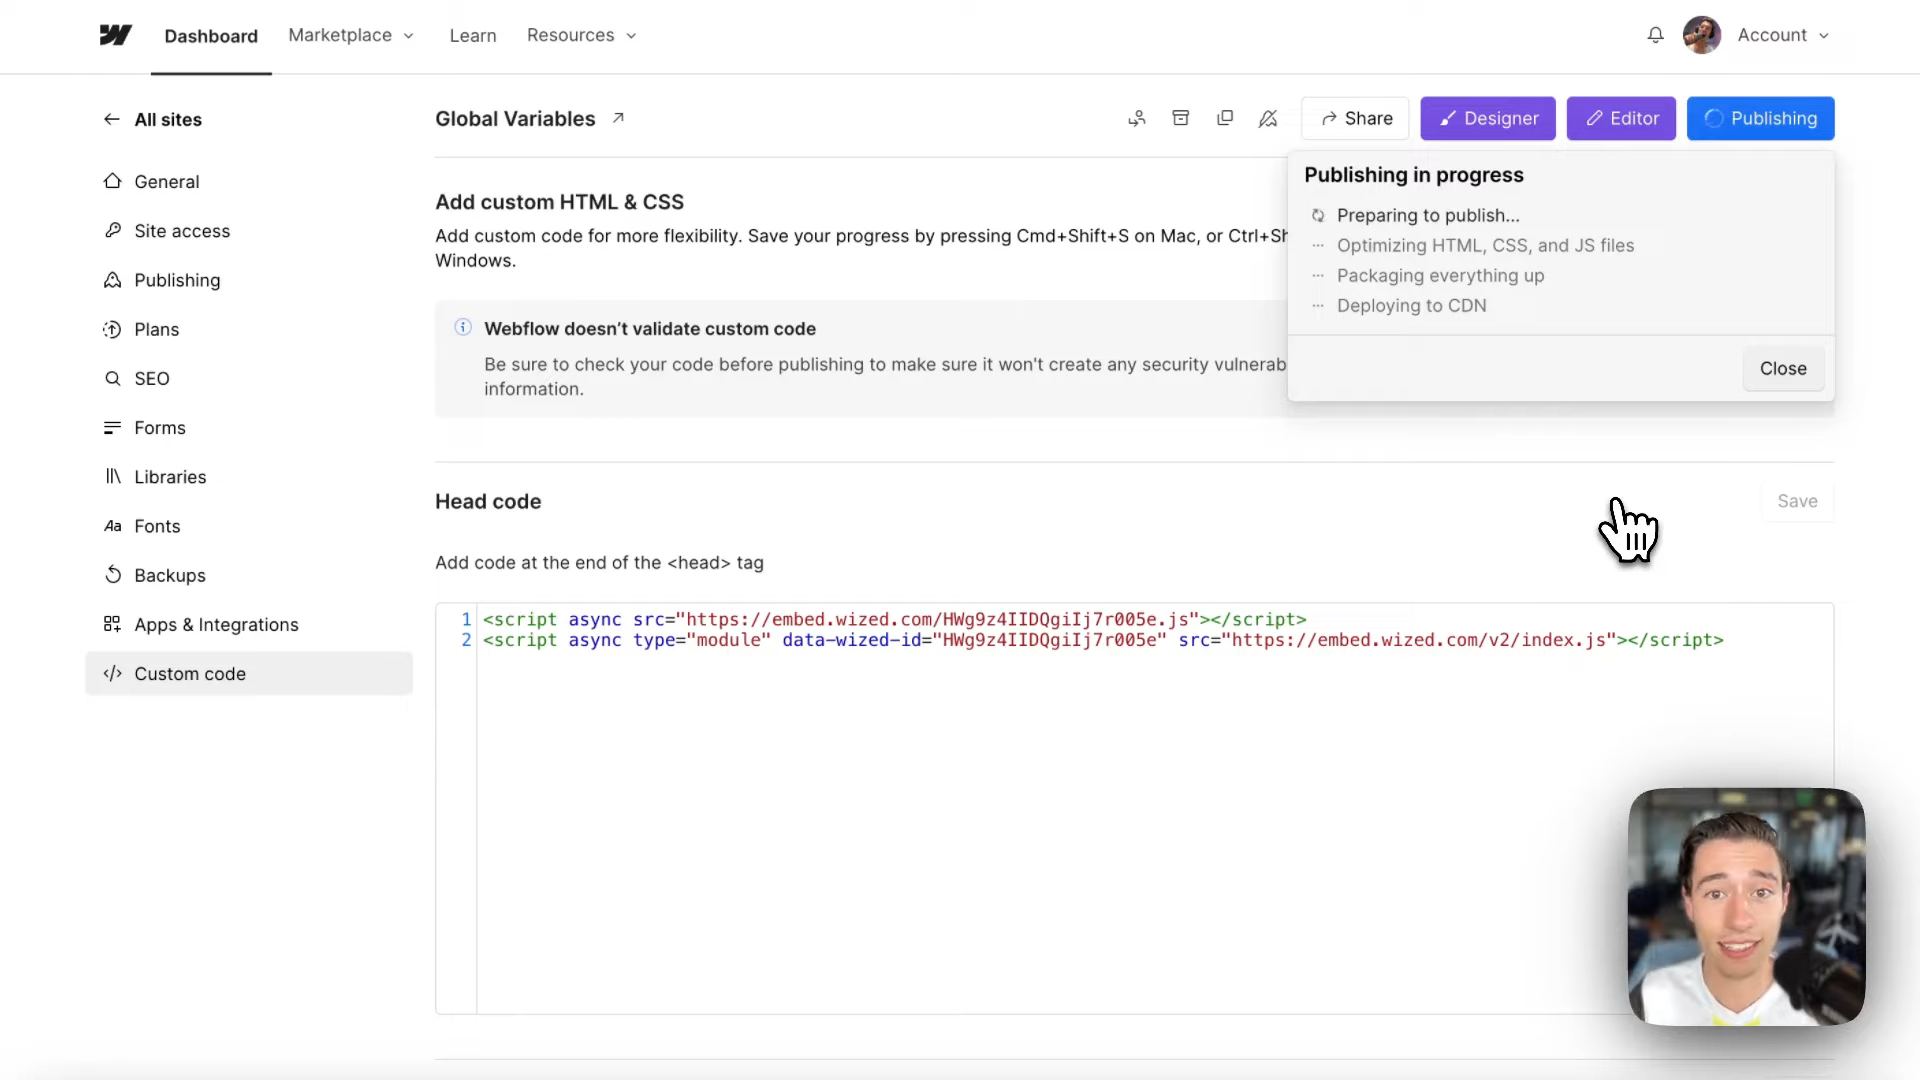 Dashboard
Marketplace
Learn
Resources
Account
All sites
General
Site access
Publishing
Plans
SEO
Forms
Libraries
Aa Fonts
Backups
Apps & Integrations
</> Custom code
Global Variables
Share
Designer
Editor
Publishing
Publishing in progress
Preparing to publish...
Optimizing HTML, CSS, and JS files
Packaging everything up
Deploying to CDN
Close
Add custom HTML & CSS
Add custom code for more flexibility. Save your progress by pressing Cmd+Shift+S on Mac, or Ctrl+Sh
Windows.
Webflow doesn’t validate custom code
Be sure to check your code before publishing to make sure it won't create any security vulnerab
information.
Head code
Save
Add code at the end of the <head> tag
1 <script async src="https://embed.wized.com/HWg9z4IIDQgiIj7r005e.js"></script>
2 <script async type="module" data-wized-id="HWg9z4IIDQgiIj7r005e" src="https://embed.wized.com/v2/index.js"></script>